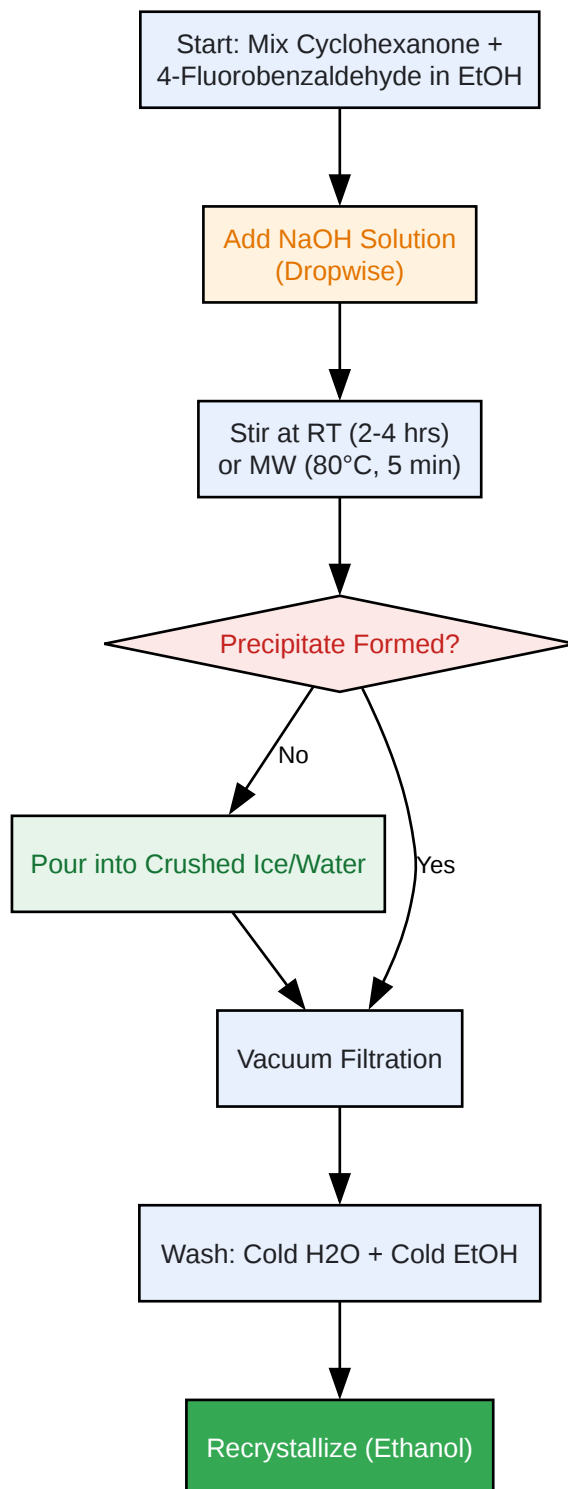 Start: Mix Cyclohexanone +
4-Fluorobenzaldehyde in EtOH
Add NaOH Solution
(Dropwise)
Stir at RT (2-4 hrs)
or MW (80°C, 5 min)
Precipitate Formed?
No
Pour into Crushed Ice/Water
Yes
Vacuum Filtration
Wash: Cold H2O + Cold EtOH
Recrystallize (Ethanol)